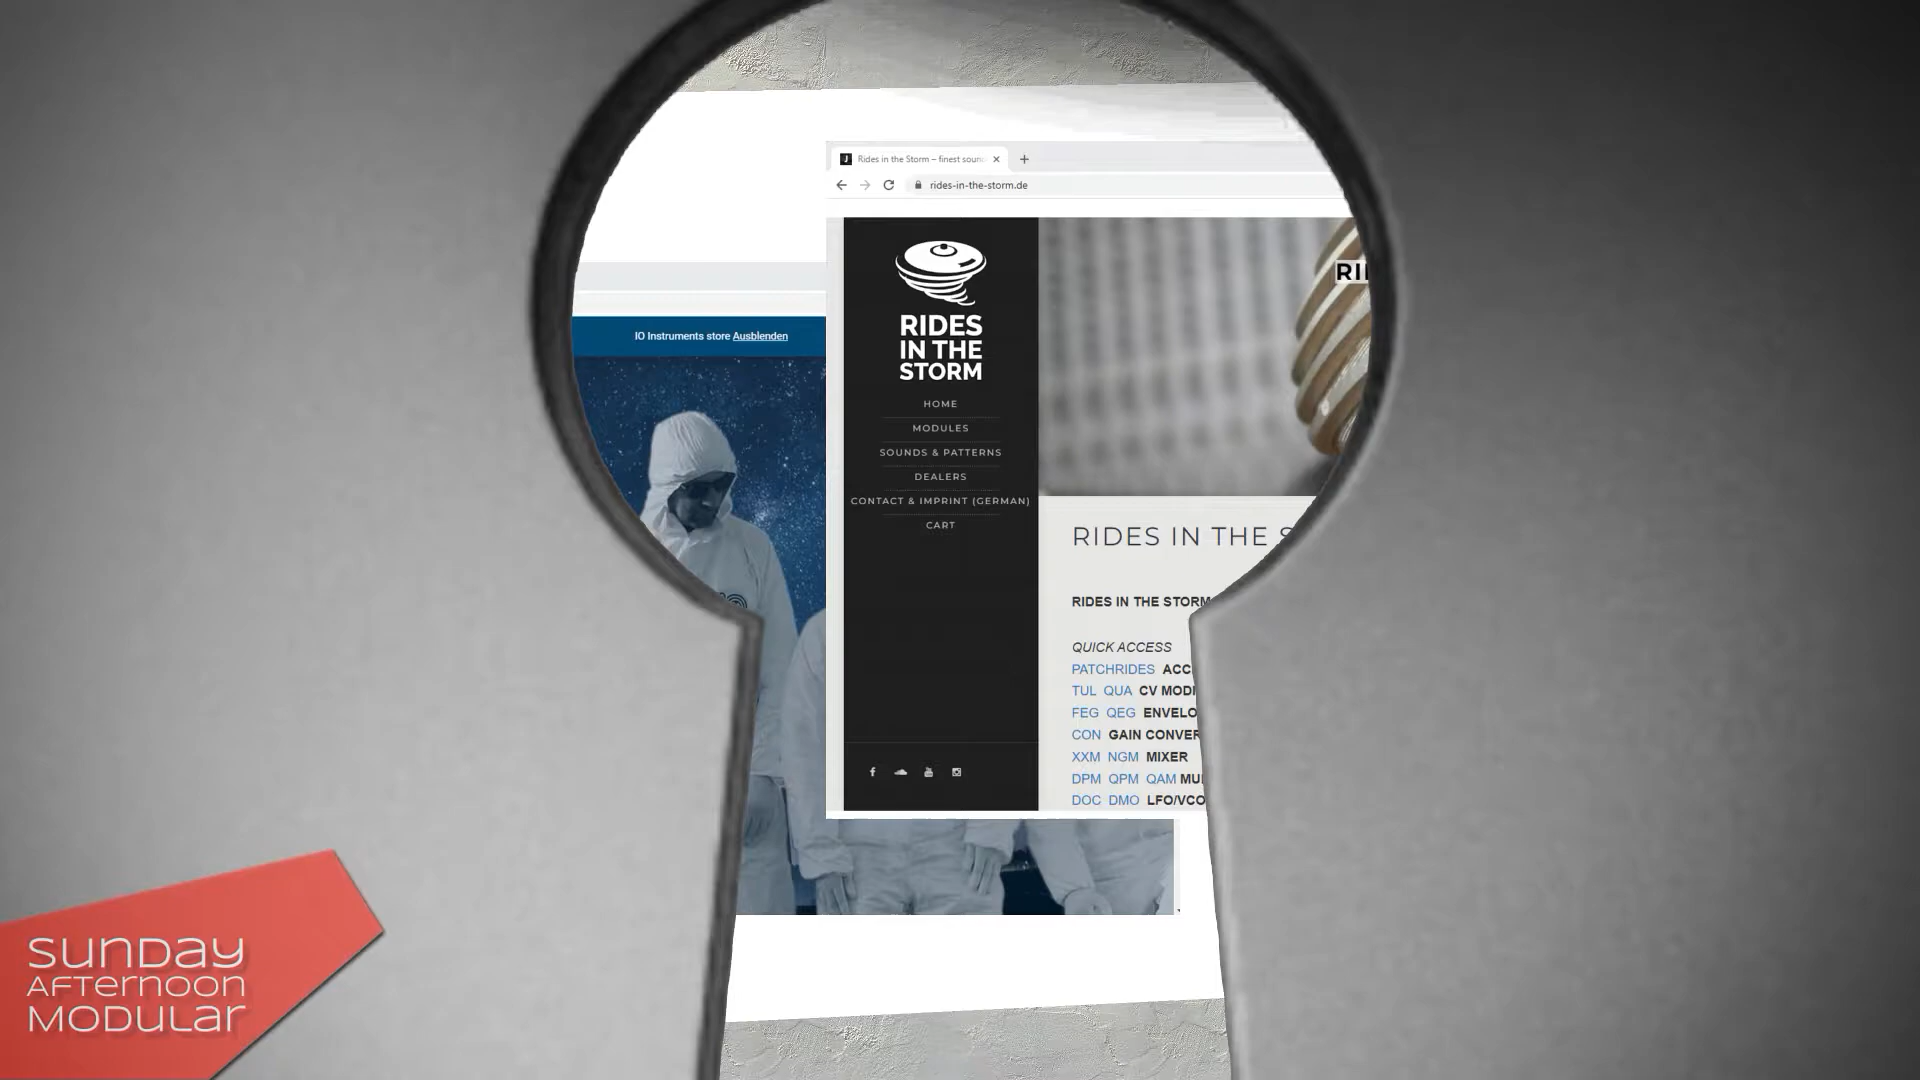 Rides in the Storm – finest soun
rides-in-the-storm.de
RI
IO Instruments store Ausblenden
RIDES
IN THE
STORM
HOME
MODULES
SOUNDS & PATTERNS
DEALERS
CONTACT & IMPRINT (GERMAN)
CART
RIDES IN THE S
RIDES IN THE STORM
QUICK ACCESS
PATCHRIDES ACC
TUL QUA CV MODI
FEG QEG ENVELO
CON GAIN CONVER
XXM NGM MIXER
DPM QPM QAM MU
DOC DMO LFO/VCO
SUNDAY
AFTERNOON
MODULAR